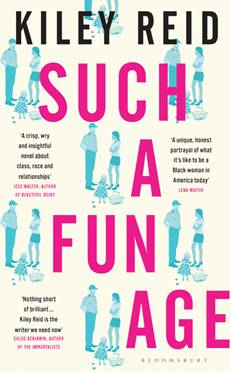 KILEY REID
SUCH
A
FUN
AGE
'A crisp, wry
and insightful
novel about
class, race and
relationships'
JESS WALTER, AUTHOR
OF BEAUTIFUL RUINS
'A unique, honest
portrayal of what
it's like to be a
Black woman in
America today'
LENA WAITHE
'Nothing short
of brilliant ...
Kiley Reid is the
writer we need now'
CHLOE BENJAMIN, AUTHOR OF
THE IMMORTALISTS
BLOOMSBURY